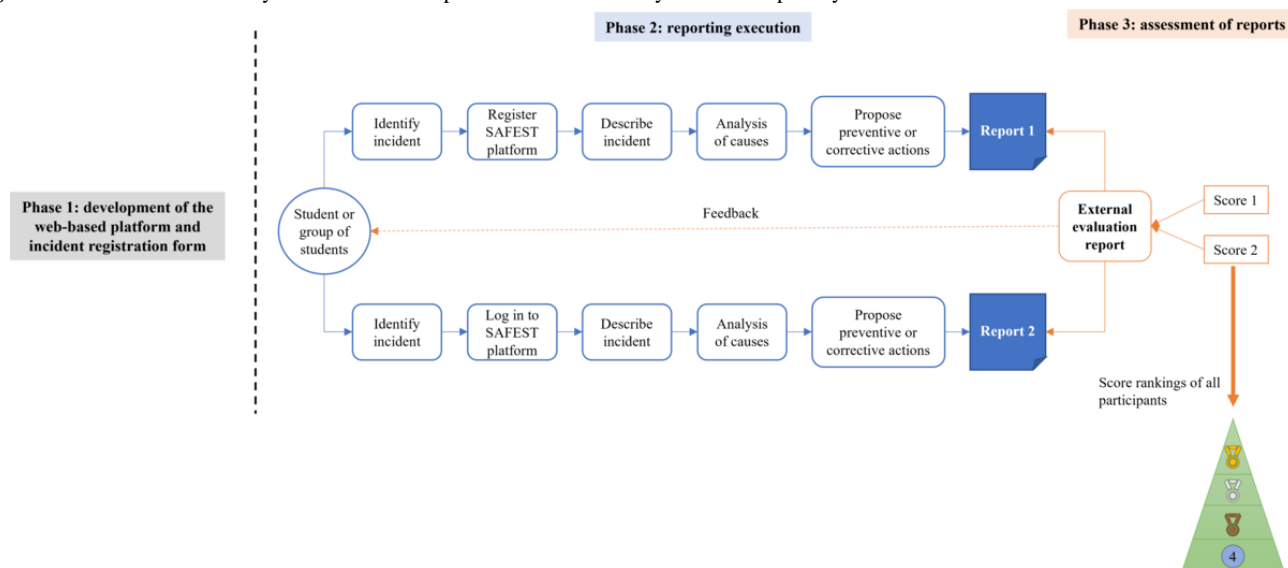 Phase 2: reporting execution
Phase 3: assessment of reports
Identify
incident
Register
SAFEST
platform
Describe
incident
Analysis
of causes
Propose
preventive or
corrective actions
Report 1
Phase 1: development of the
web-based platform and
incident registration form
Student or
group of
students
Feedback
External
evaluation
report
Score 1
Score 2
Identify
incident
Log in to
SAFEST
platform
Describe
incident
Analysis
of causes
Propose
preventive or
corrective actions
Report 2
Score rankings of all
participants
4